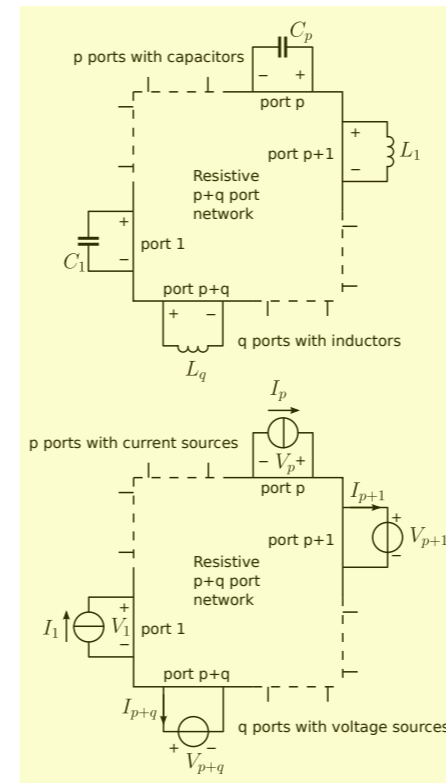 C_p
p ports with capacitors
− +
port p
+
port p+1
L_1
−
Resistive
p+q port
network
+
port 1
C_1
−
port p+q
+ −
q ports with inductors
L_q
I_p
p ports with current sources
− V_p +
port p
I_{p+1}
+
port p+1
V_{p+1}
−
Resistive
p+q port
network
+
I_1
V_1
port 1
−
port p+q
I_{p+q}
q ports with voltage sources
+ −
V_{p+q}